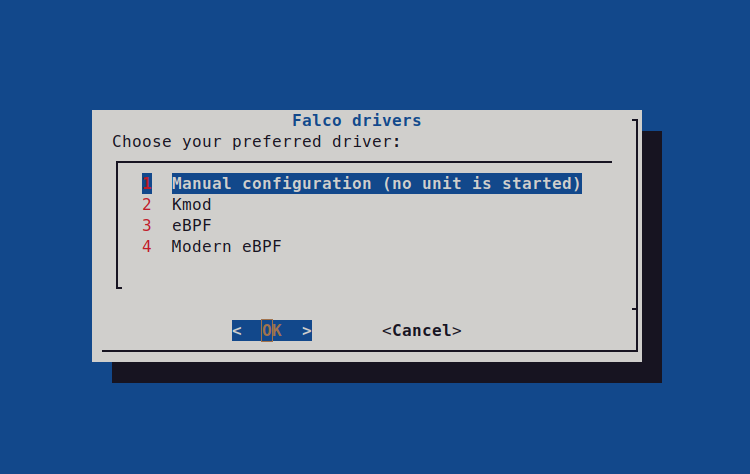 Falco drivers
Choose your preferred driver:
1 Manual configuration (no unit is started)
2 Kmod
3 eBPF
4 Modern eBPF
< OK > <Cancel>